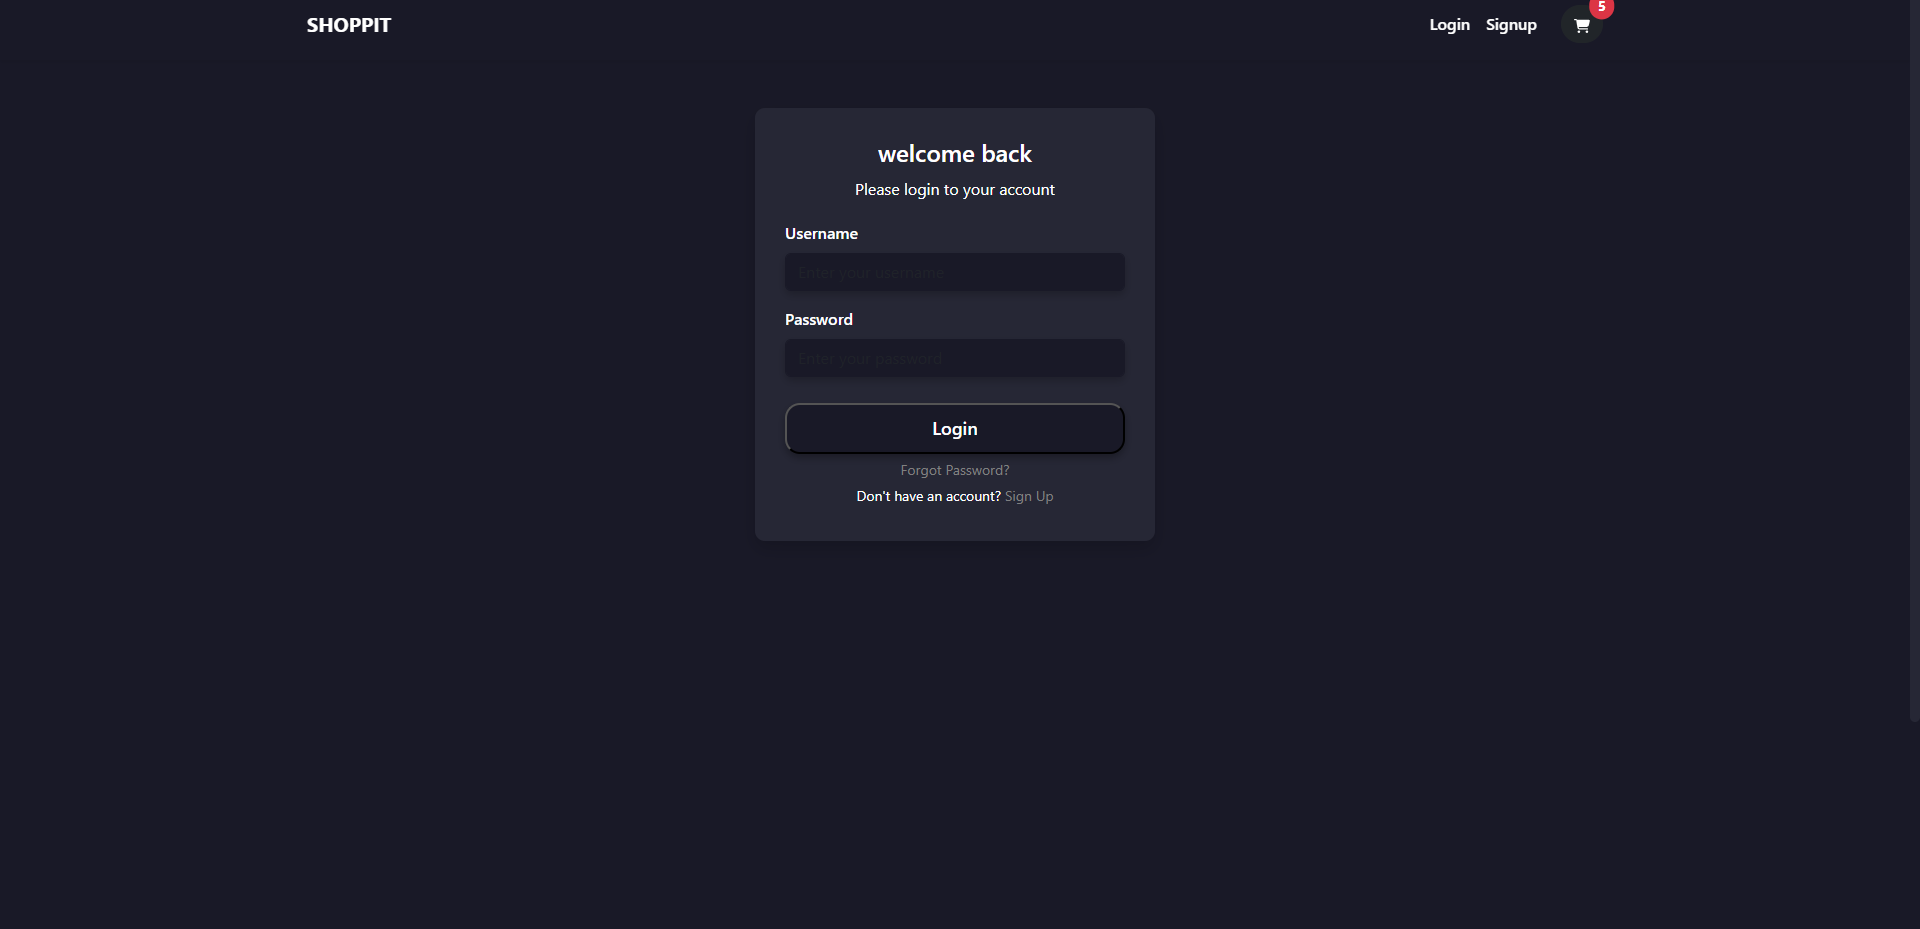 SHOPPIT
Login Signup 5
welcome back
Please login to your account
Username
Enter your username
Password
Enter your password
Login
Forgot Password?
Don't have an account? Sign Up